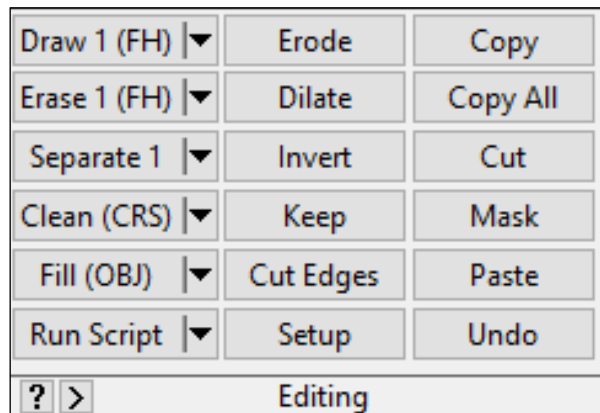 Draw 1 (FH) Erode Copy
Erase 1 (FH) Dilate Copy All
Separate 1 Invert Cut
Clean (CRS) Keep Mask
Fill (OBJ) Cut Edges Paste
Run Script Setup Undo
? > Editing